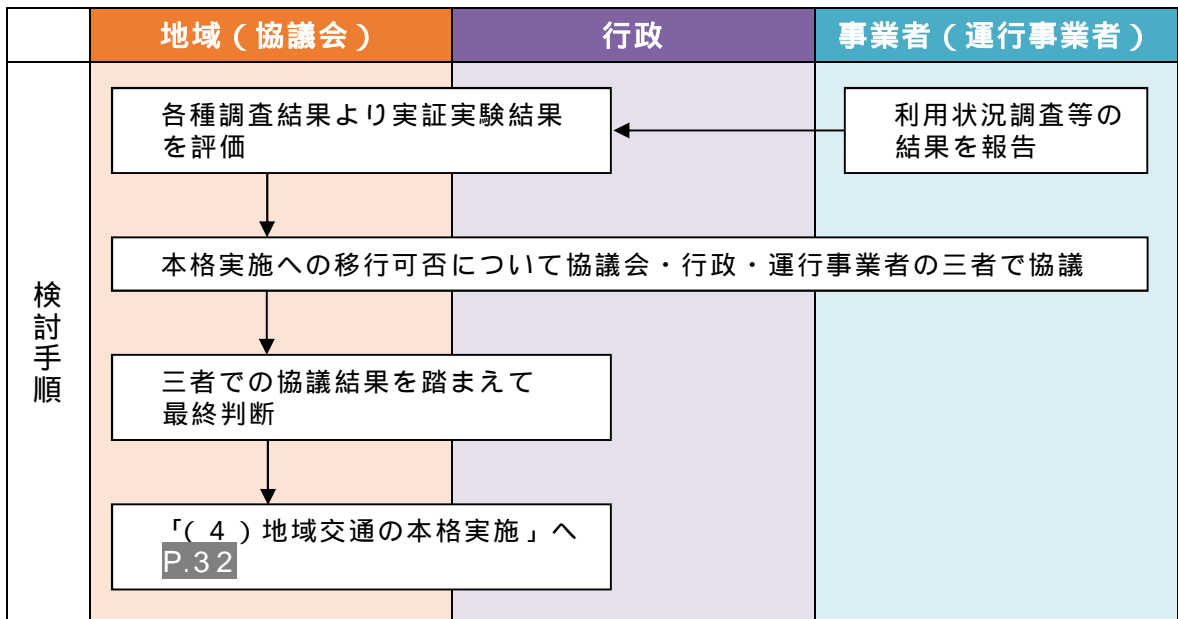 地域（協議会）
行政
事業者（運行事業者）
検討手順
各種調査結果より実証実験結果
を評価
利用状況調査等の
結果を報告
本格実施への移行可否について協議会・行政・運行事業者の三者で協議
三者での協議結果を踏まえて
最終判断
「(４）地域交通の本格実施」へ
P.32